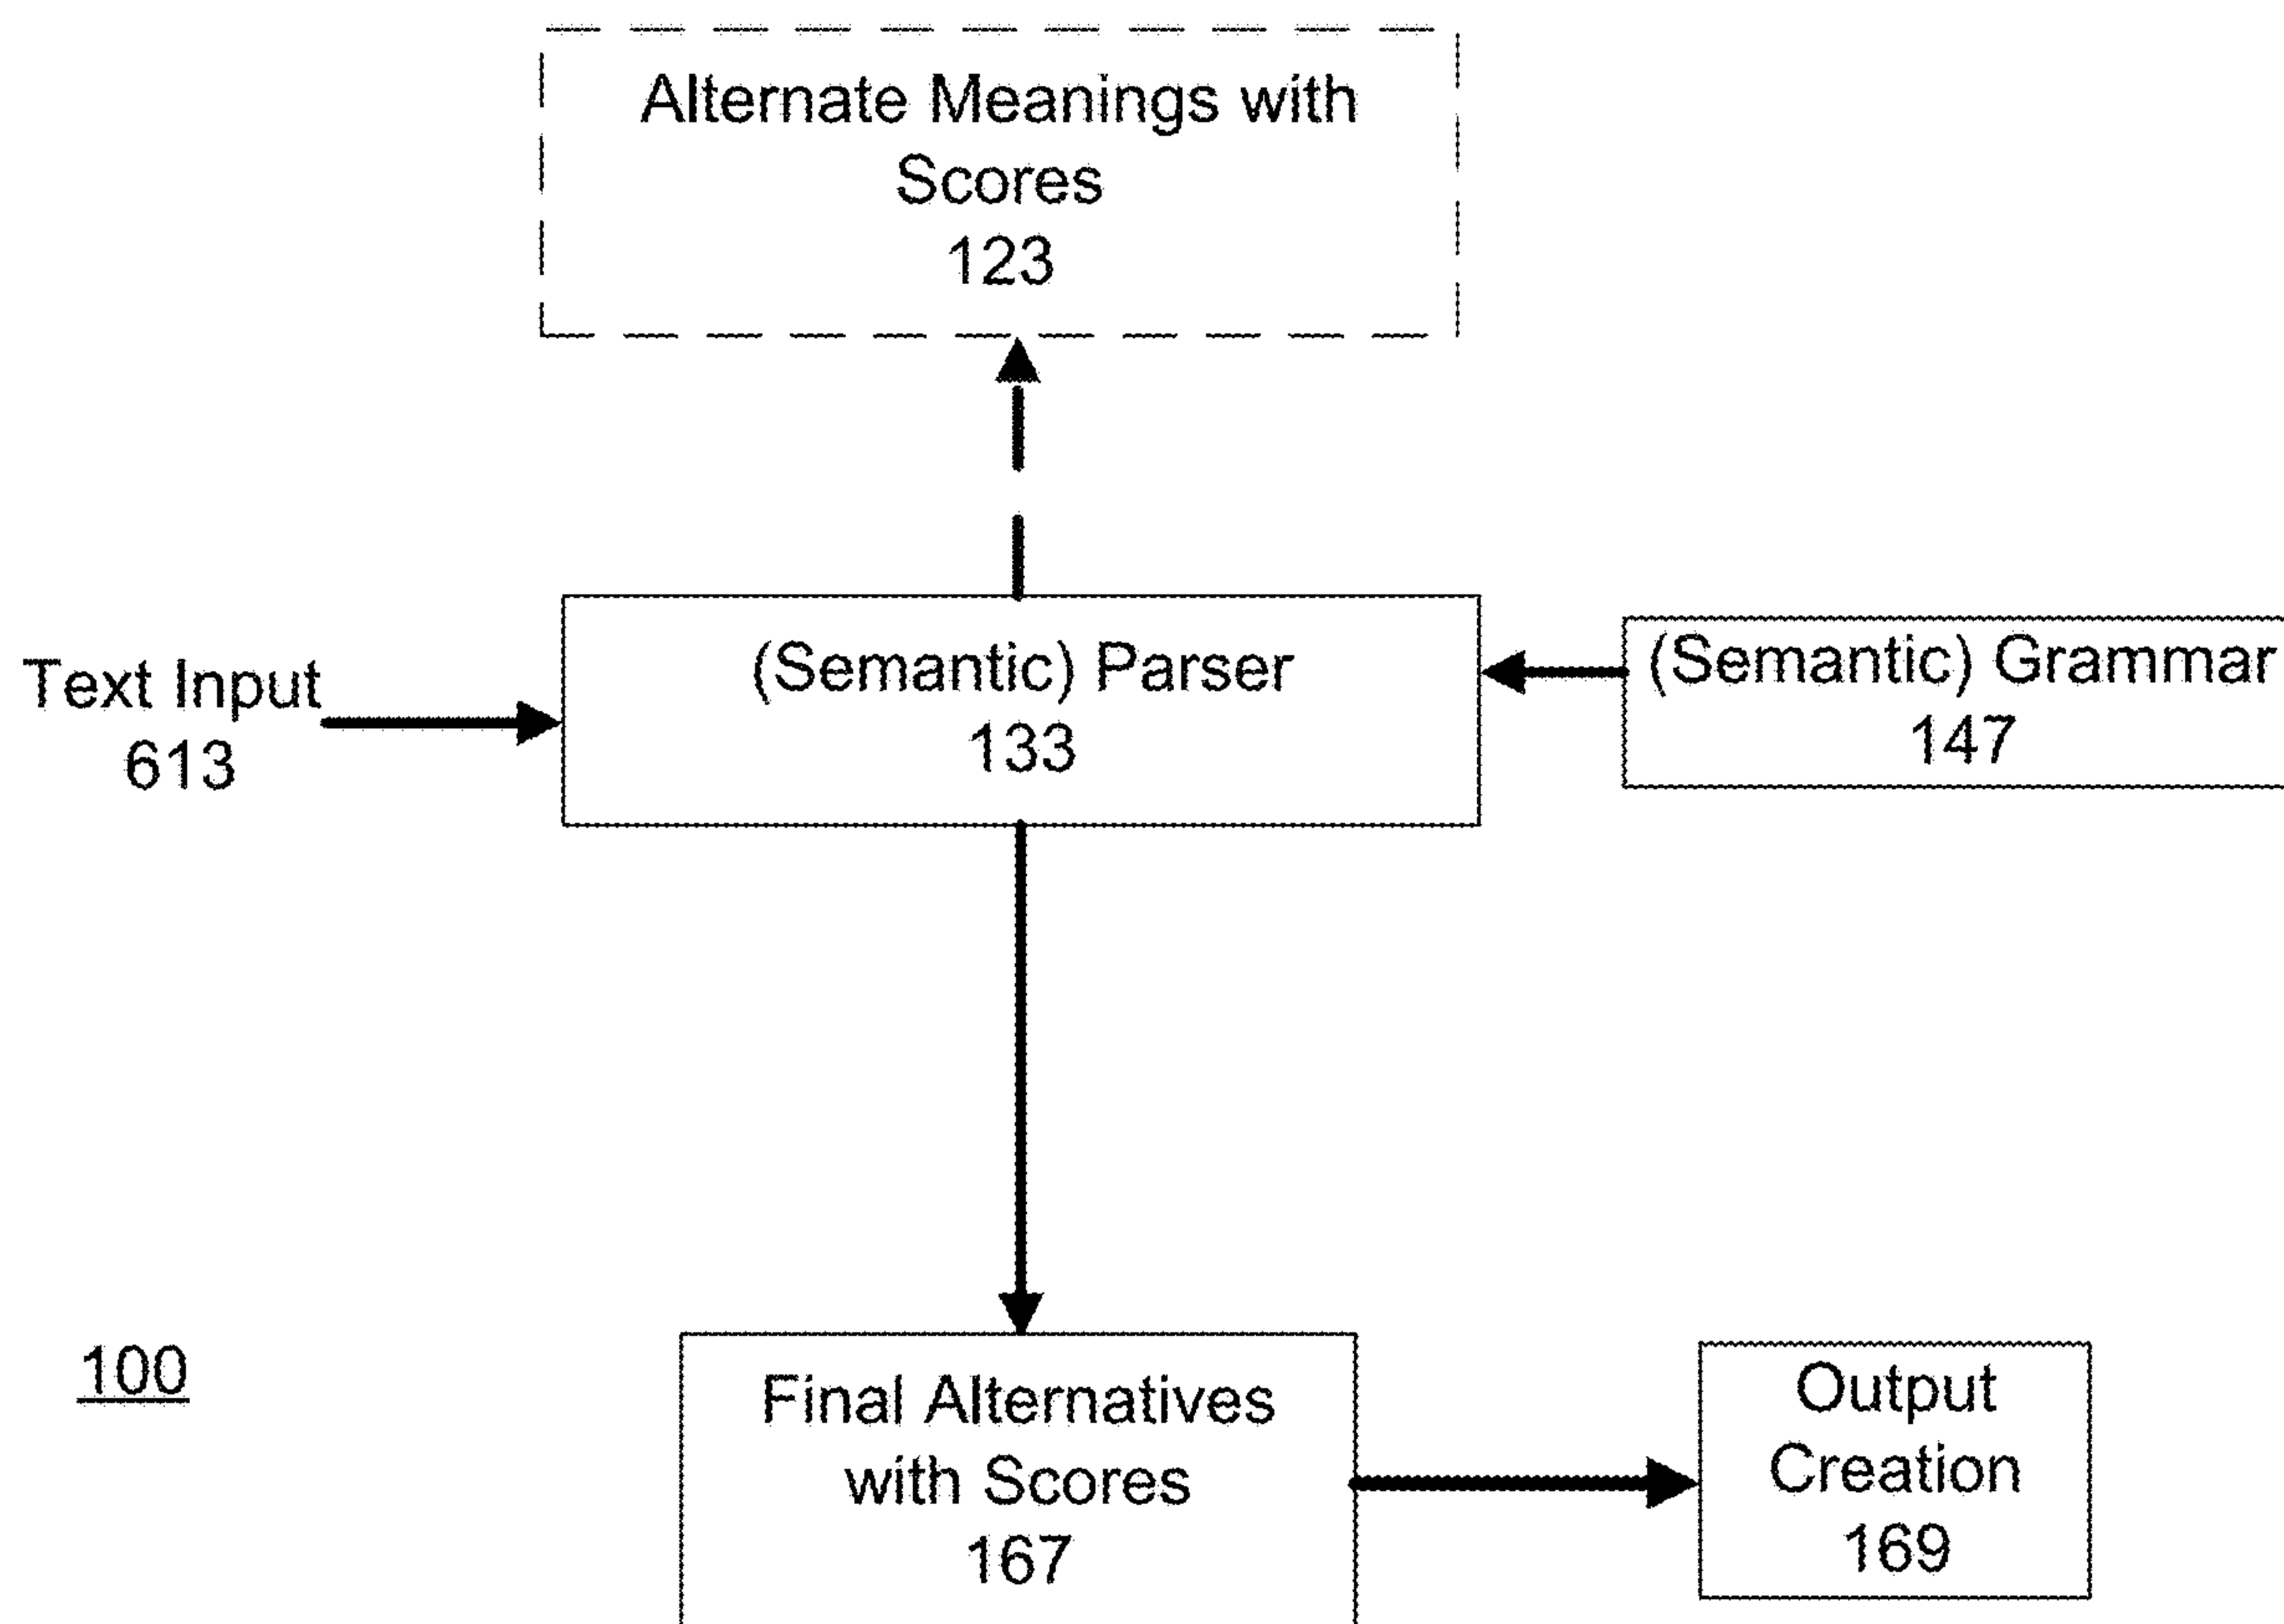 Alternate Meanings with
Scores
123
Text Input
613
(Semantic) Parser
133
(Semantic) Grammar
147
100
Final Alternatives
with Scores
167
Output
Creation
169